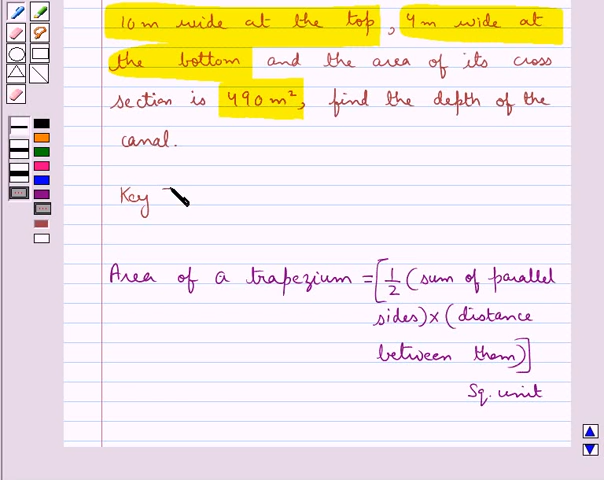 10m wide at the top, 4m wide at
the bottom and the area of its cross
section is 490 m², find the depth of the
canal.
Key
Area of a trapezium = [1/2 (sum of parallel
sides) × (distance
between them)]
Sq. unit